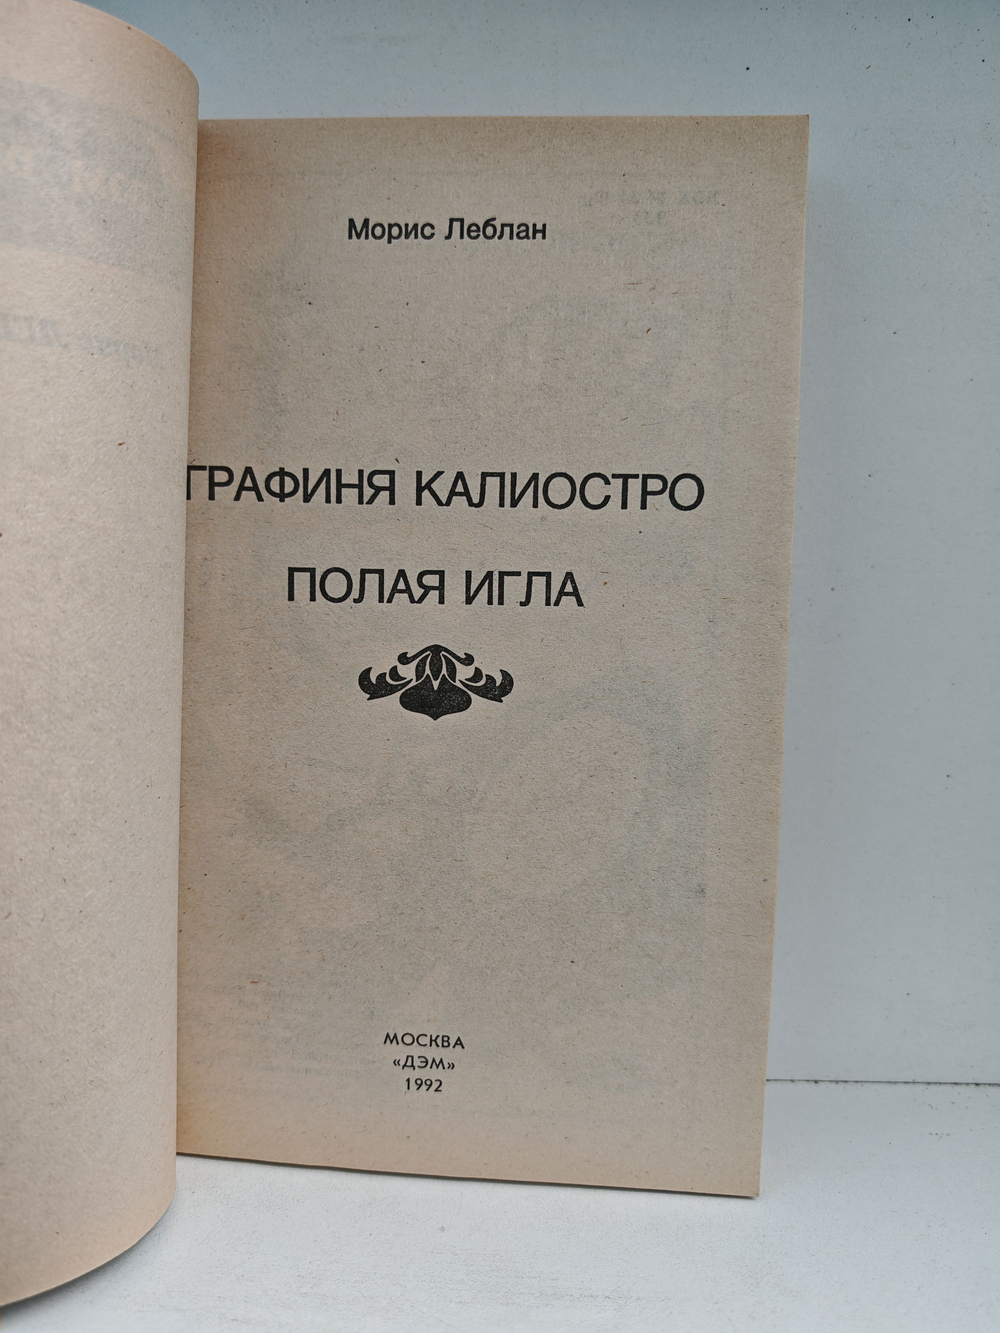 Морис Леблан
ГРАФИНЯ КАЛИОСТРО
ПОЛАЯ ИГЛА
МОСКВА
«ДЭМ»
1992